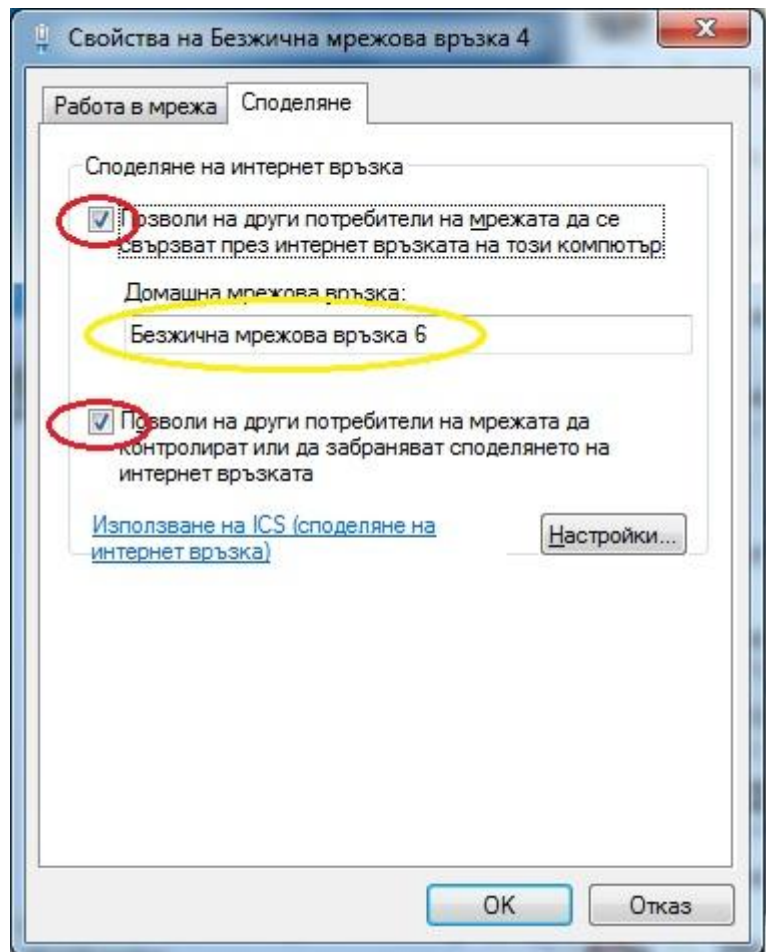 Свойства на Безжична мрежова връзка 4
Работа в мрежа
Споделяне
Споделяне на интернет връзка
Позволи на други потребители на мрежата да се
свързват през интернет връзката на този компютър
Домашна мрежова връзка:
Безжична мрежова връзка 6
Позволи на други потребители на мрежата да
контролират или да забраняват споделянето на
интернет връзката
Използване на ICS (споделяне на
интернет връзка)
Настройки...
OK
Отказ